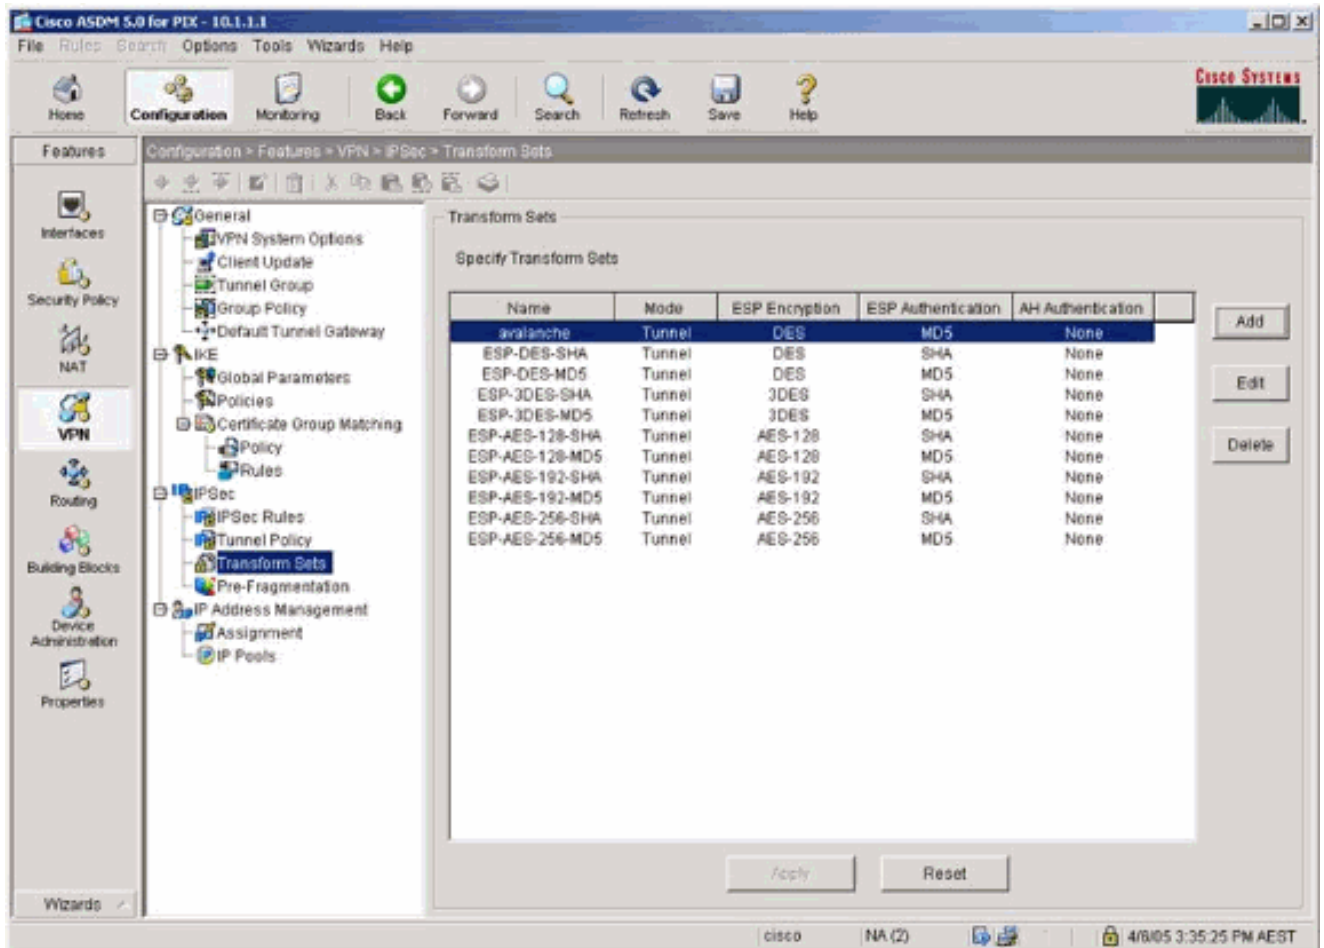 Cisco ASDM 5.0 for PIX - 10.1.1.1
File Rules Search Options Tools Wizards Help
Home Configuration Monitoring Back Forward Search Refresh Save Help
CISCO SYSTEMS
Features
Configuration > Features > VPN > IPSec > Transform Sets
Interfaces
Security Policy
NAT
VPN
Routing
Building Blocks
Device
Administration
Properties
Wizards
General
VPN System Options
Client Update
Tunnel Group
Group Policy
Default Tunnel Gateway
IKE
Global Parameters
Policies
Certificate Group Matching
Policy
Rules
IPSec
IPSec Rules
Tunnel Policy
Transform Sets
Pre-Fragmentation
IP Address Management
Assignment
IP Pools
Transform Sets
Specify Transform Sets
Name Mode ESP Encryption ESP Authentication AH Authentication
avalanche Tunnel DES MD5 None
ESP-DES-SHA Tunnel DES SHA None
ESP-DES-MD5 Tunnel DES MD5 None
ESP-3DES-SHA Tunnel 3DES SHA None
ESP-3DES-MD5 Tunnel 3DES MD5 None
ESP-AES-128-SHA Tunnel AES-128 SHA None
ESP-AES-128-MD5 Tunnel AES-128 MD5 None
ESP-AES-192-SHA Tunnel AES-192 SHA None
ESP-AES-192-MD5 Tunnel AES-192 MD5 None
ESP-AES-256-SHA Tunnel AES-256 SHA None
ESP-AES-256-MD5 Tunnel AES-256 MD5 None
Add
Edit
Delete
Apply Reset
cisco NA (2) 4/6/05 3:35:25 PM AEST